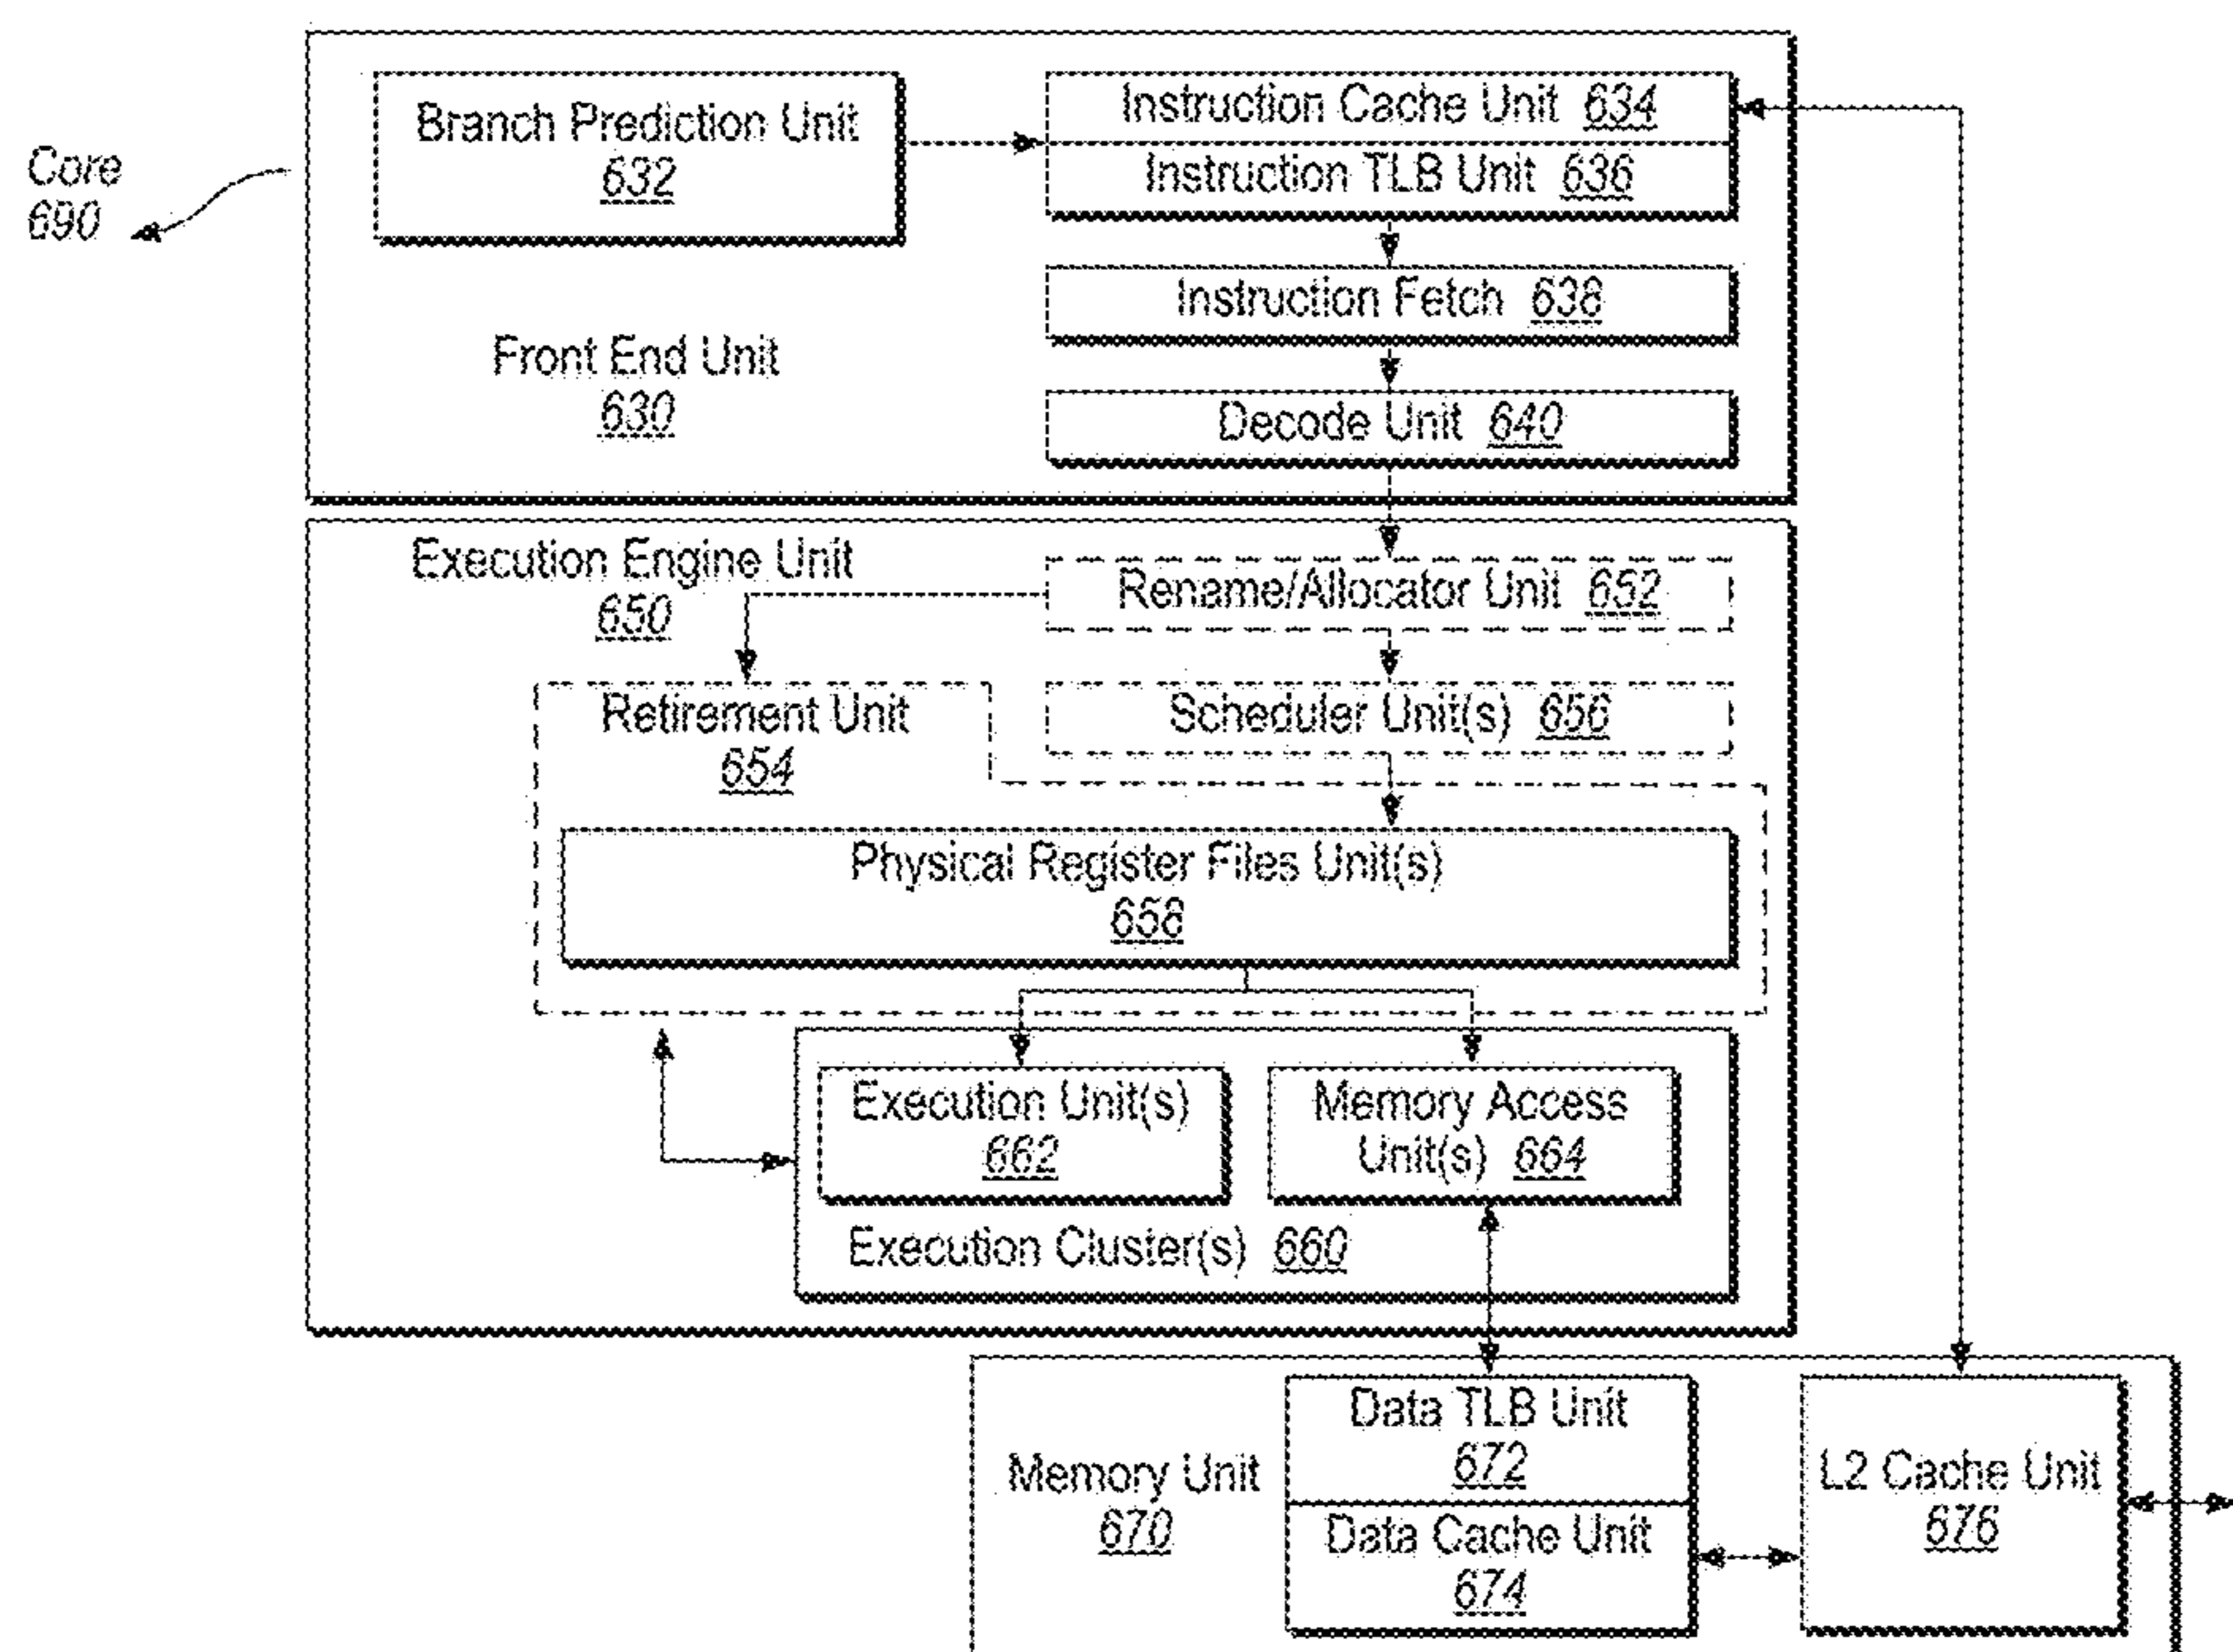 Core
690
Branch Prediction Unit
632
Instruction Cache Unit 634
Instruction TLB Unit 636
Instruction Fetch 638
Front End Unit
630
Decode Unit 640
Execution Engine Unit
650
Rename/Allocator Unit 652
Retirement Unit
654
Scheduler Unit(s) 656
Physical Register Files Unit(s)
658
Execution Unit(s)
662
Memory Access
Unit(s) 664
Execution Cluster(s) 660
Memory Unit
670
Data TLB Unit
672
Data Cache Unit
674
L2 Cache Unit
676